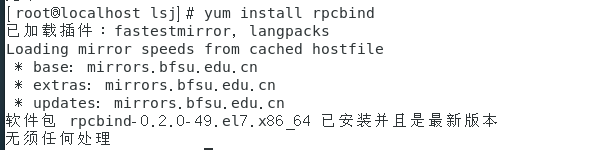 [root@localhost lsj]# yum install rpcbind
已加载插件：fastestmirror, langpacks
Loading mirror speeds from cached hostfile
 * base: mirrors.bfsu.edu.cn
 * extras: mirrors.bfsu.edu.cn
 * updates: mirrors.bfsu.edu.cn
软件包 rpcbind-0.2.0-49.el7.x86_64 已安装并且是最新版本
无须任何处理